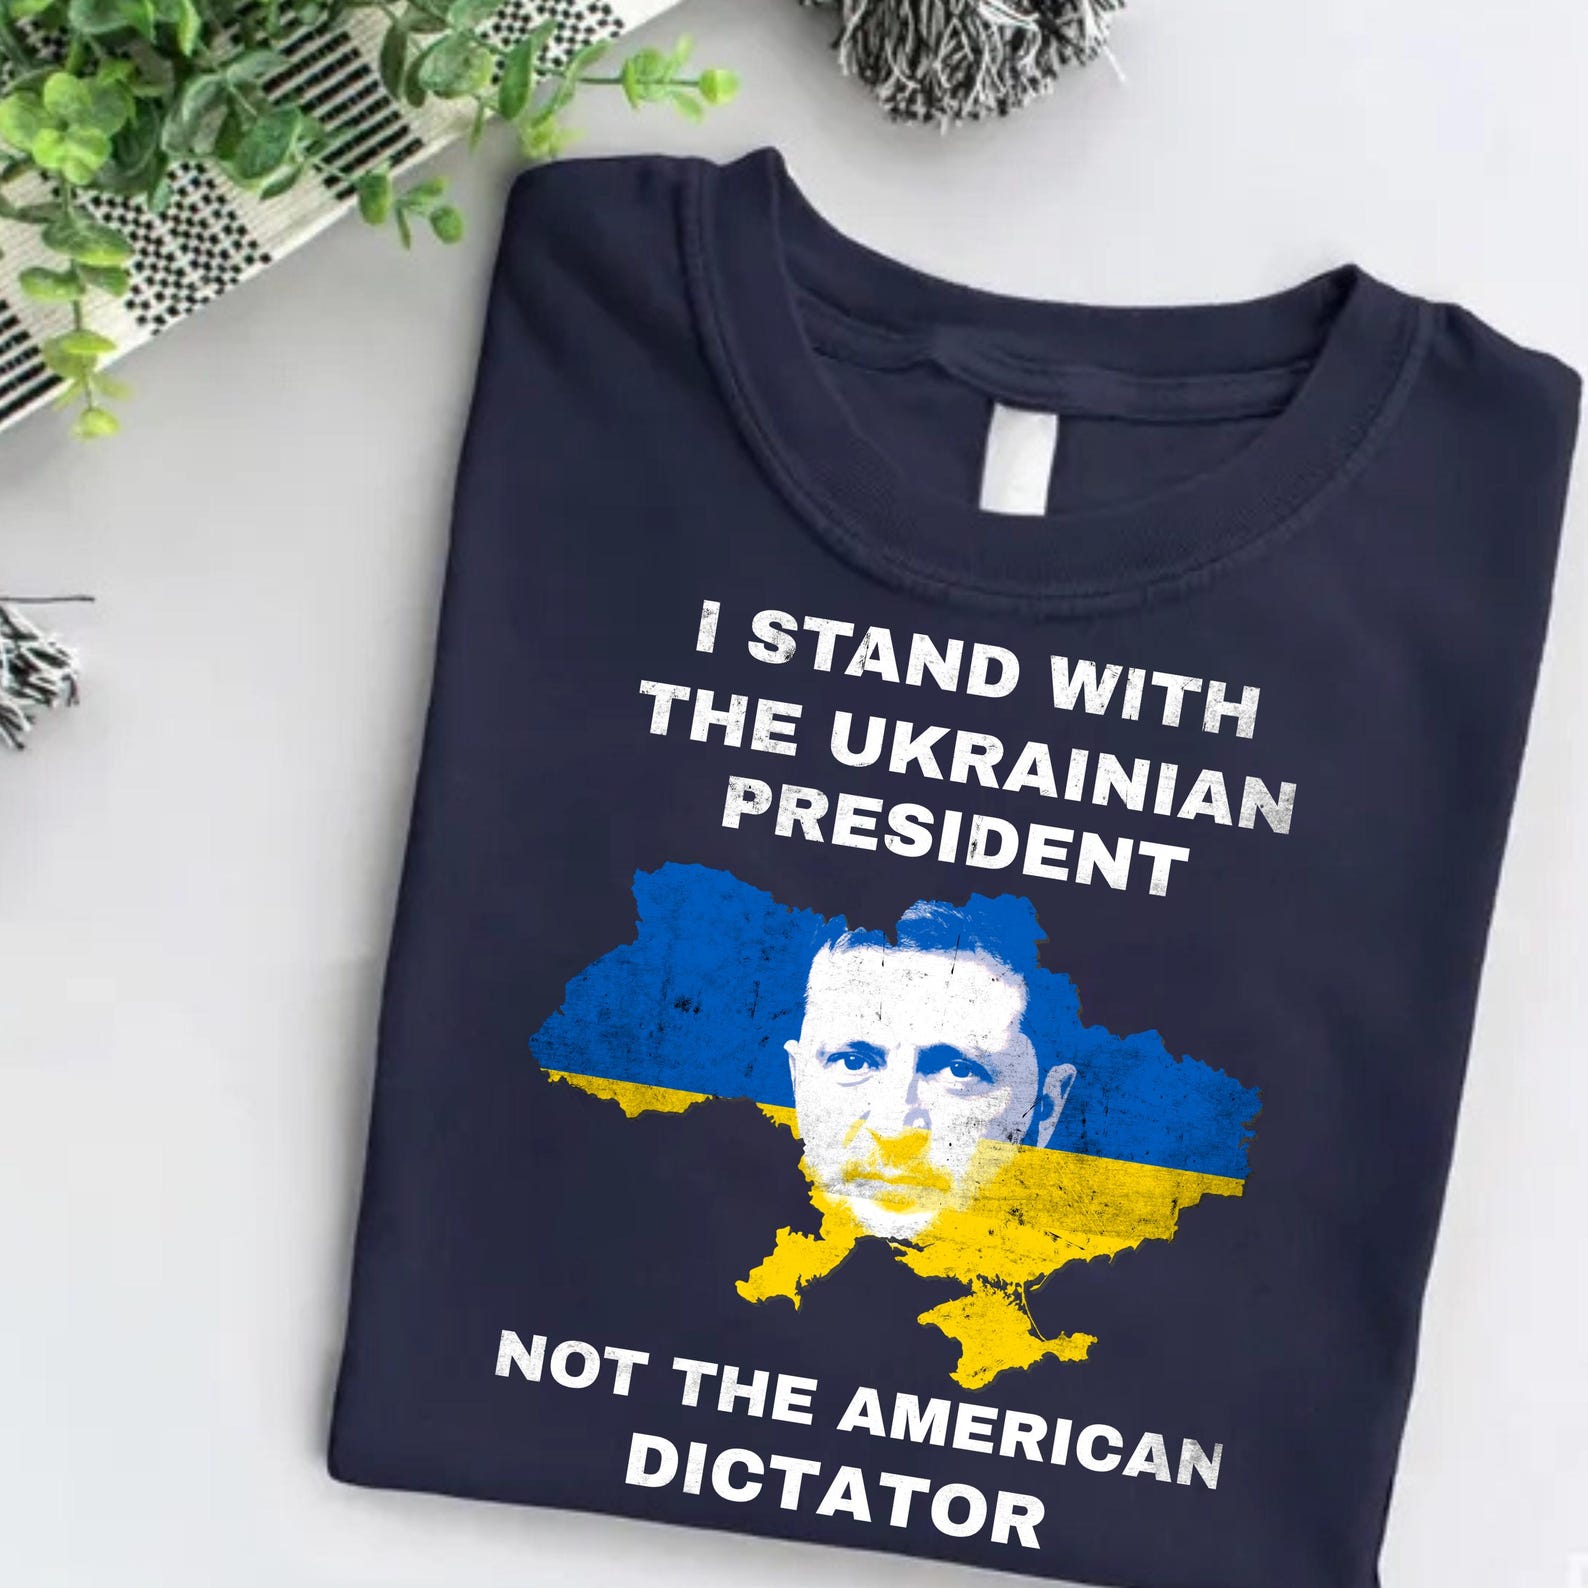 I STAND WITH
THE UKRAINIAN
PRESIDENT
NOT THE AMERICAN
DICTATOR